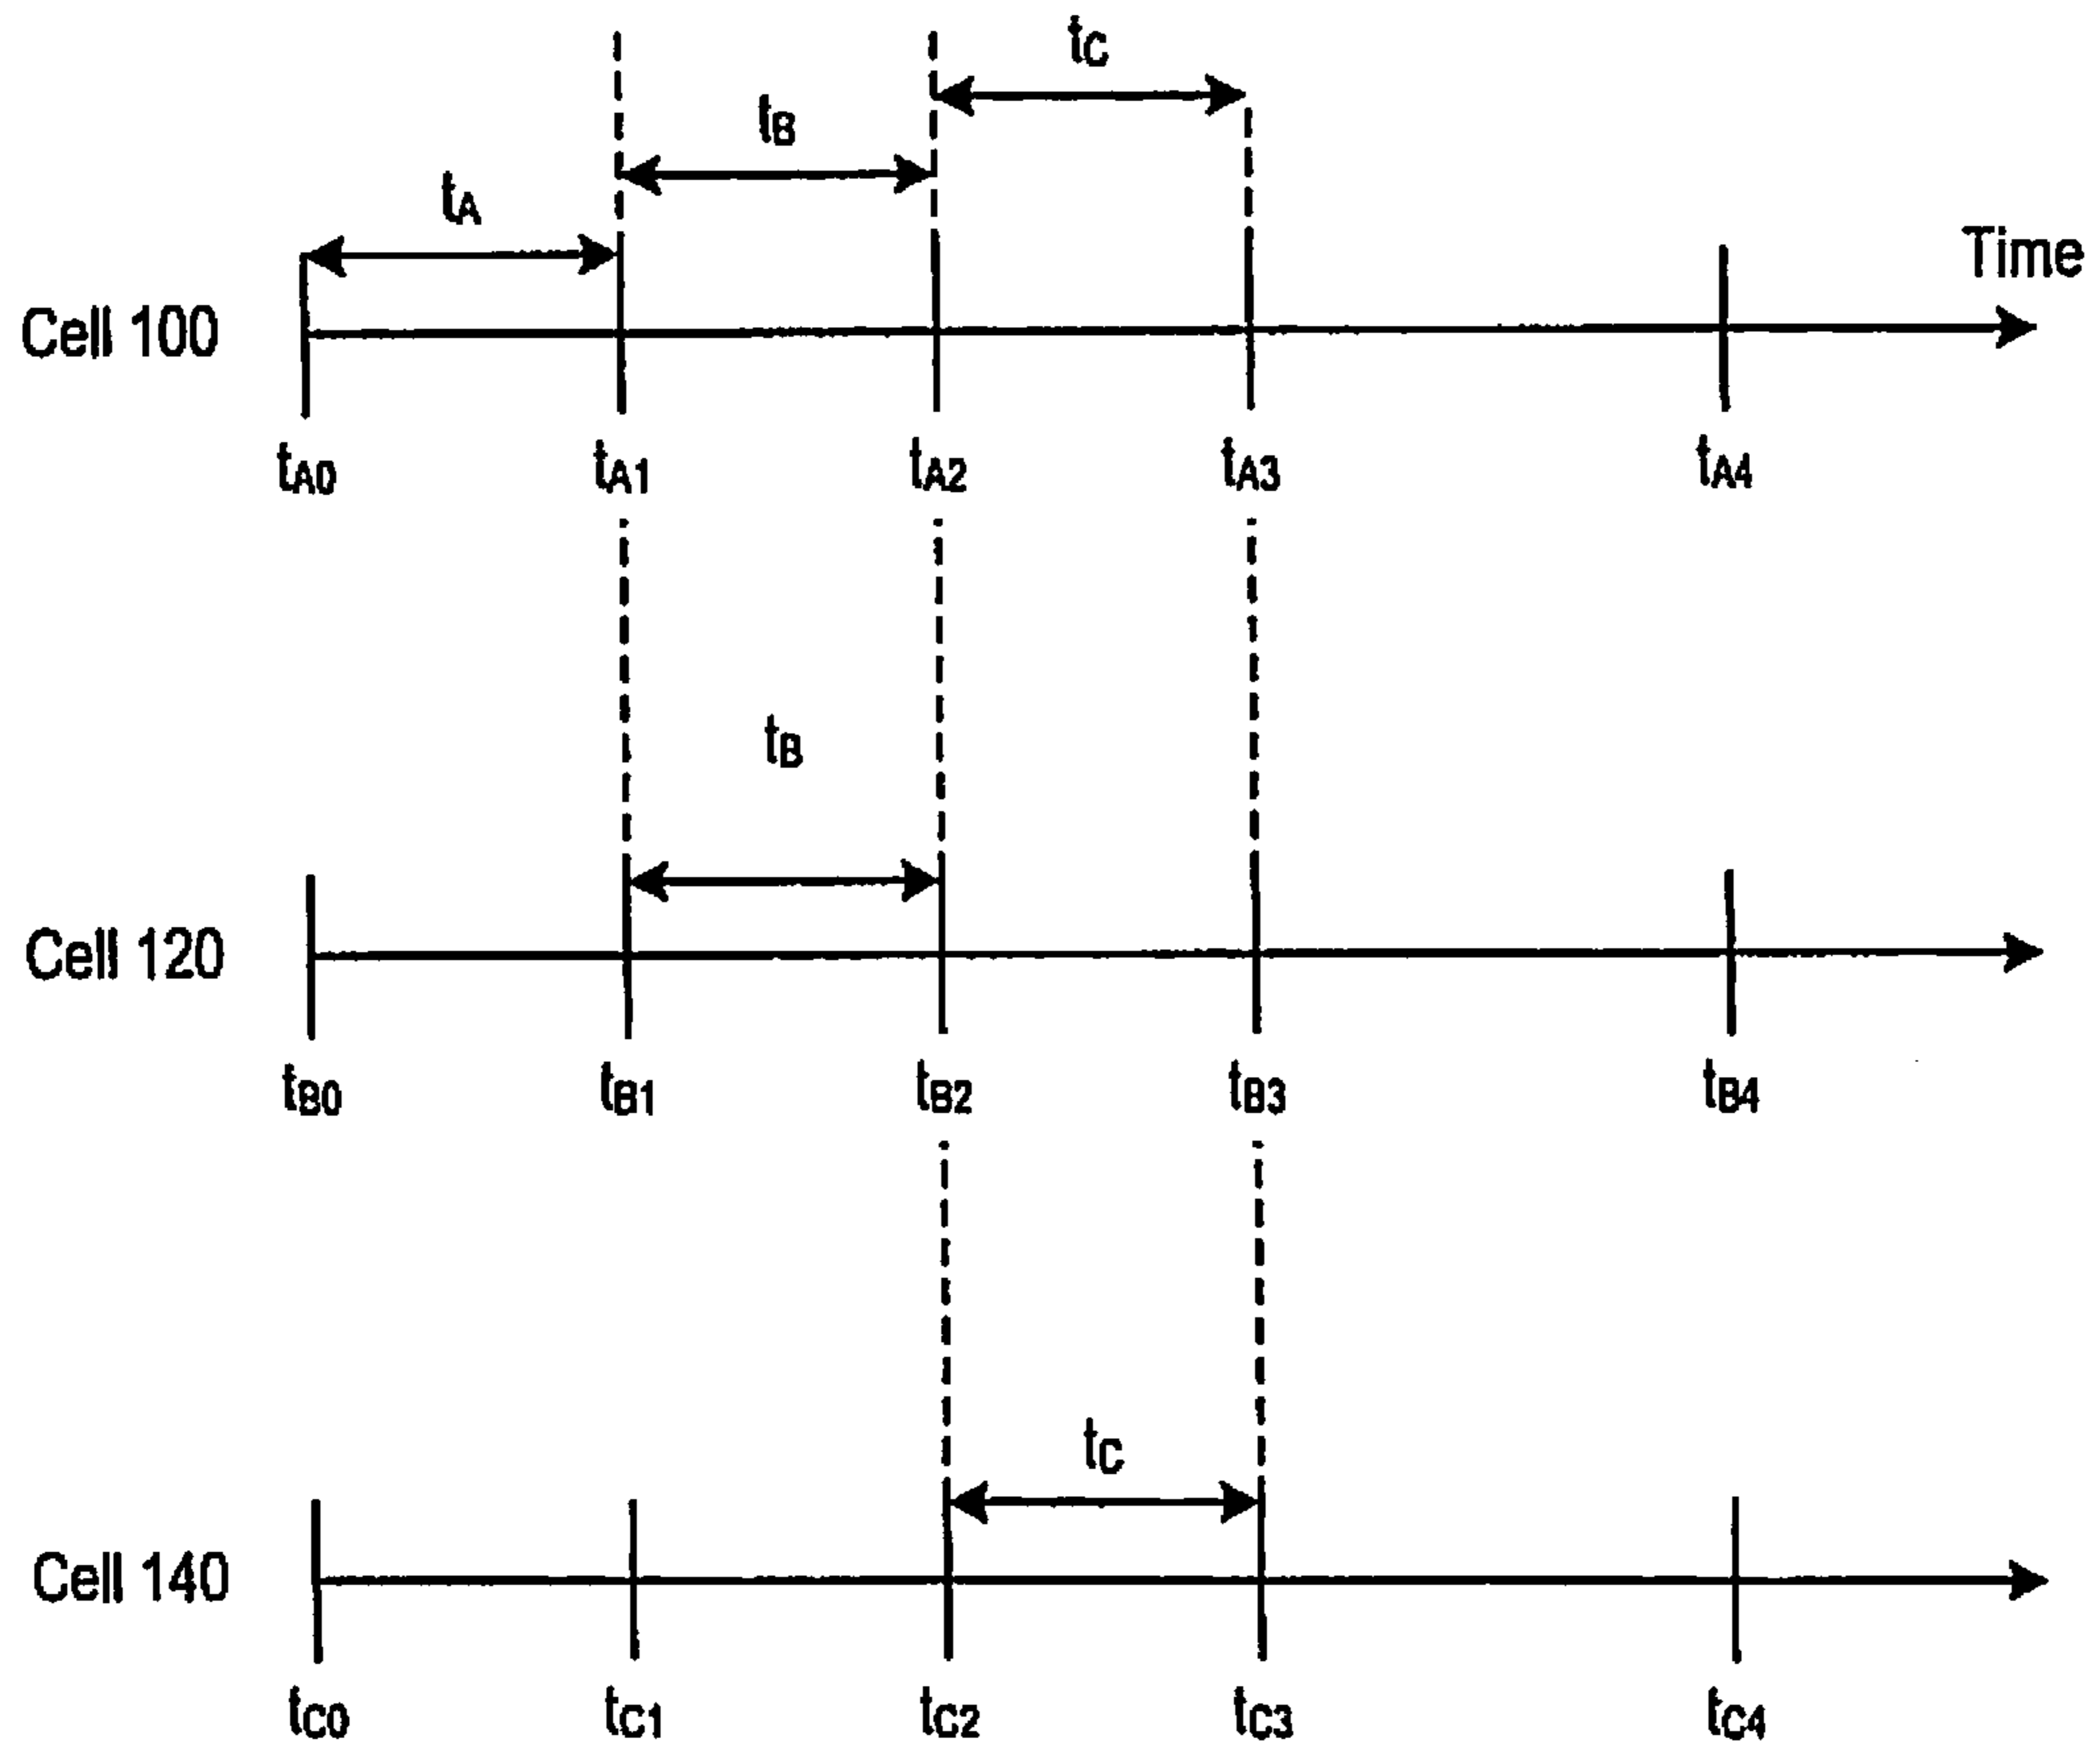 tC
tB
tA
Time
Cell 100
tA0 tA1 tA2 tA3 tA4
tB
Cell 120
tB0 tB1 tB2 tB3 tB4
tC
Cell 140
tC0 tC1 tC2 tC3 tC4